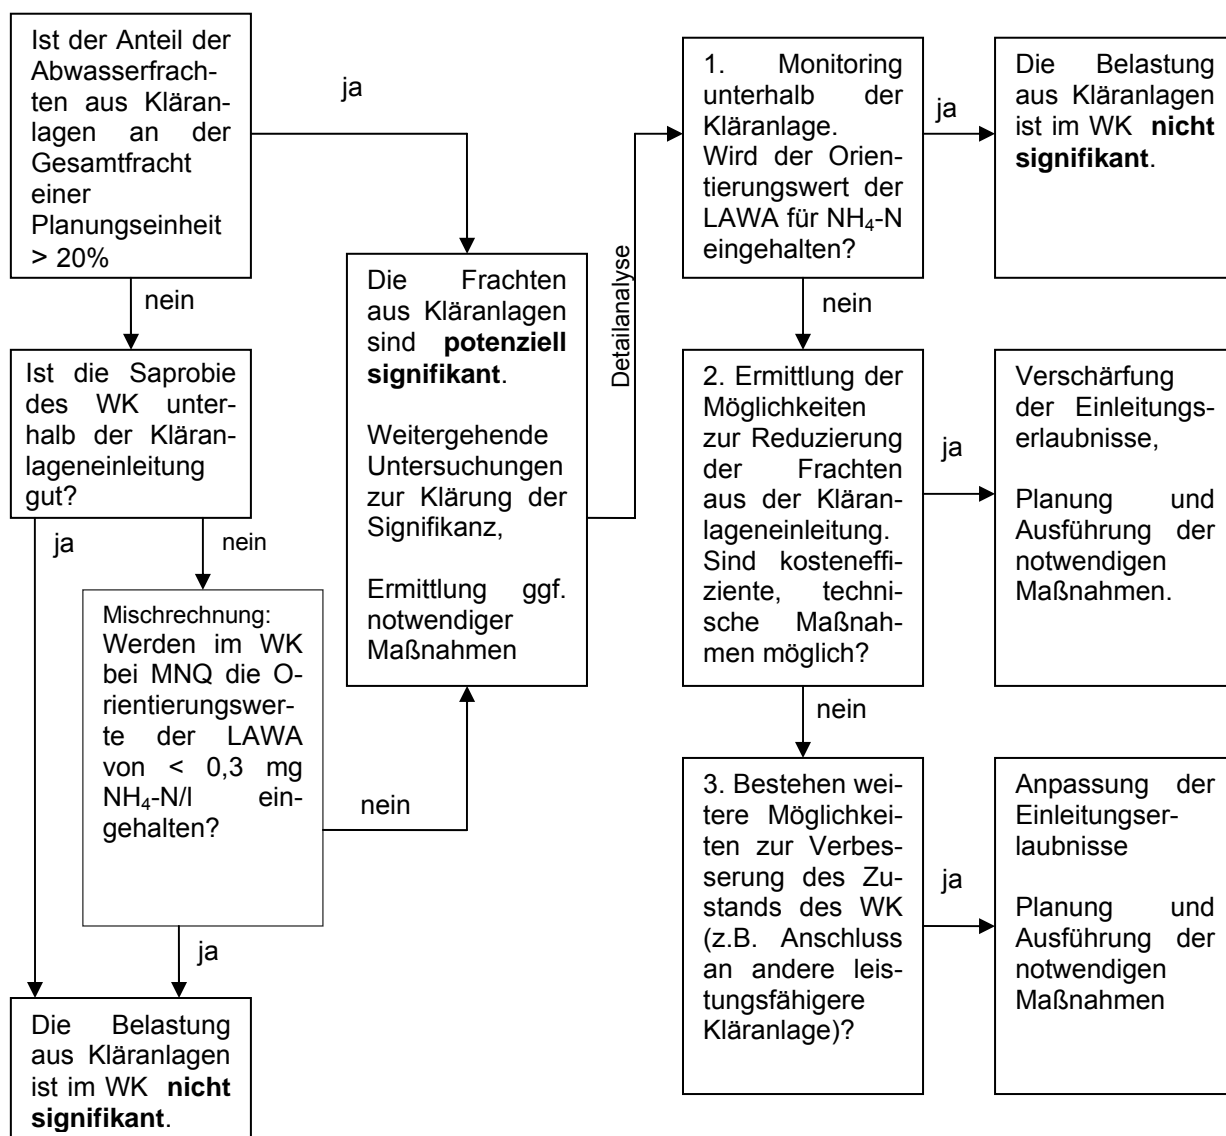 Ist der Anteil der
Abwasserfrach-
ten aus Klär­an-
lagen an der
Gesamtfracht
einer
Planungseinheit
> 20%
ja
nein
Ist die Saprobie
des WK unter-
halb der Kläran-
lageneinleitung
gut?
ja
nein
Mischrechnung:
Werden im WK
bei MNQ die O-
rientierungswer-
te der LAWA
von < 0,3 mg
NH₄-N/l ein-
gehalten?
nein
ja
Die Belastung
aus Kläranlagen
ist im WK nicht
signifikant.
Die Frachten
aus Kläranlagen
sind potenziell
signifikant.
Weitergehende
Untersuchungen
zur Klärung der
Signifikanz,
Ermittlung ggf.
notwendiger
Maßnahmen
Detailanalyse
1. Monitoring
unterhalb der
Kläranlage.
Wird der Orien-
tierungswert der
LAWA für NH₄-N
eingehalten?
ja
Die Belastung
aus Kläranlagen
ist im WK nicht
signifikant.
nein
2. Ermittlung der
Möglichkeiten
zur Reduzierung
der Frachten
aus der Kläran-
lageneinleitung.
Sind kosteneffi-
ziente, techni-
sche Maßnah-
men möglich?
ja
Verschärfung
der Einleitungs-
erlaubnisse,
Planung und
Ausführung der
notwendigen
Maßnahmen.
nein
3. Bestehen wei-
tere Möglichkei-
ten zur Verbes-
serung des Zu-
stands des WK
(z.B. Anschluss
an andere leis-
tungsfähigere
Kläranlage)?
ja
Anpassung der
Einleitungser-
laubnisse
Planung und
Ausführung der
notwendigen
Maßnahmen